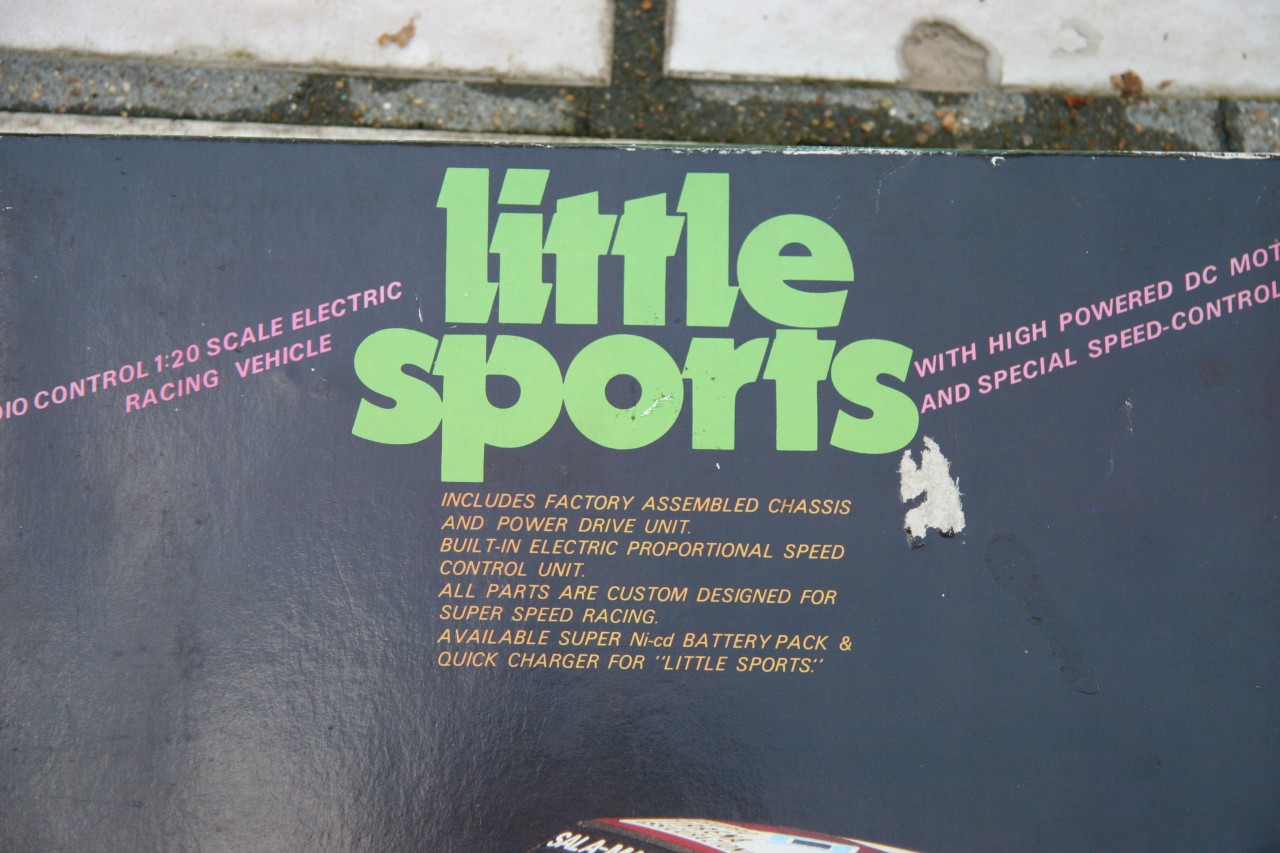 little
sports
CONTROL 1:20 SCALE ELECTRIC
RACING VEHICLE
WITH HIGH POWERED DC
AND SPECIAL SPEED-CONTROL
INCLUDES FACTORY ASSEMBLED CHASSIS
AND POWER DRIVE UNIT.
BUILT-IN ELECTRIC PROPORTIONAL SPEED
CONTROL UNIT.
ALL PARTS ARE CUSTOM DESIGNED FOR
SUPER SPEED RACING.
AVAILABLE SUPER Ni-cd BATTERY PACK &
QUICK CHARGER FOR "LITTLE SPORTS."